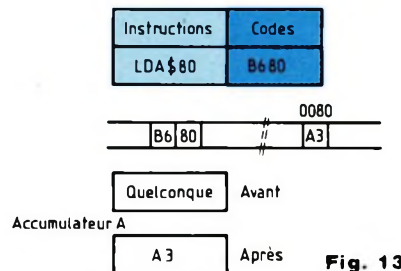 Instructions Codes
LDA$80 B680
0080
B6 80 // A3
Quelconque Avant
Accumulateur A
A3 Après
Fig. 13